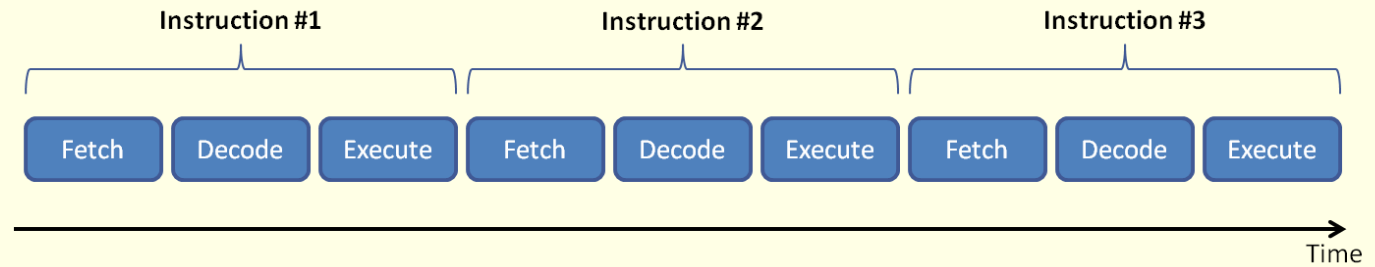 Instruction #1 Instruction #2 Instruction #3
Fetch Decode Execute Fetch Decode Execute Fetch Decode Execute
Time